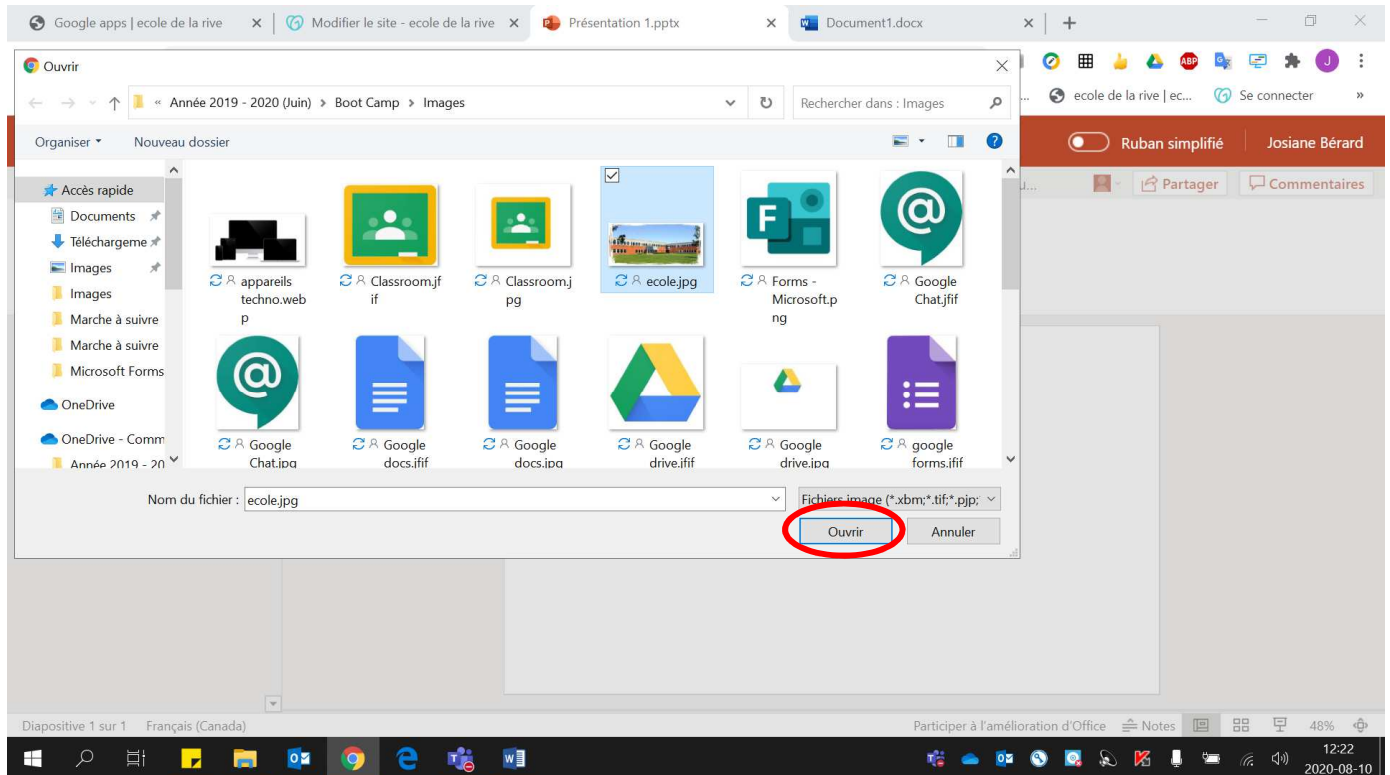 Google apps | ecole de la rive
Modifier le site - ecole de la rive
Présentation 1.pptx
Document1.docx
Ouvrir
« Année 2019 - 2020 (Juin) > Boot Camp > Images
Rechercher dans : Images
ABP
J
... ecole de la rive | ec...
Se connecter »
Organiser
Nouveau dossier
Ruban simplifié
Josiane Bérard
Partager
Commentaires
Accès rapide
Documents
Téléchargeme
Images
Images
Marche à suivre
Marche à suivre
Microsoft Forms
OneDrive
OneDrive - Comm
Année 2019 - 20
appareils
techno.web
p
Classroom.jf
if
Classroom.j
pg
ecole.jpg
Forms -
Microsoft.p
ng
Google
Chat.jfif
Google
Chat.jpg
Google
docs.jfif
Google
docs.jpg
Google
drive.jfif
Google
drive.jpg
google
forms.jfif
Nom du fichier : ecole.jpg
Fichiers image (*.xbm;*.tif;*.pjp;
Ouvrir
Annuler
Diapositive 1 sur 1
Français (Canada)
Participer à l'amélioration d'Office
Notes
48%
12:22
2020-08-10